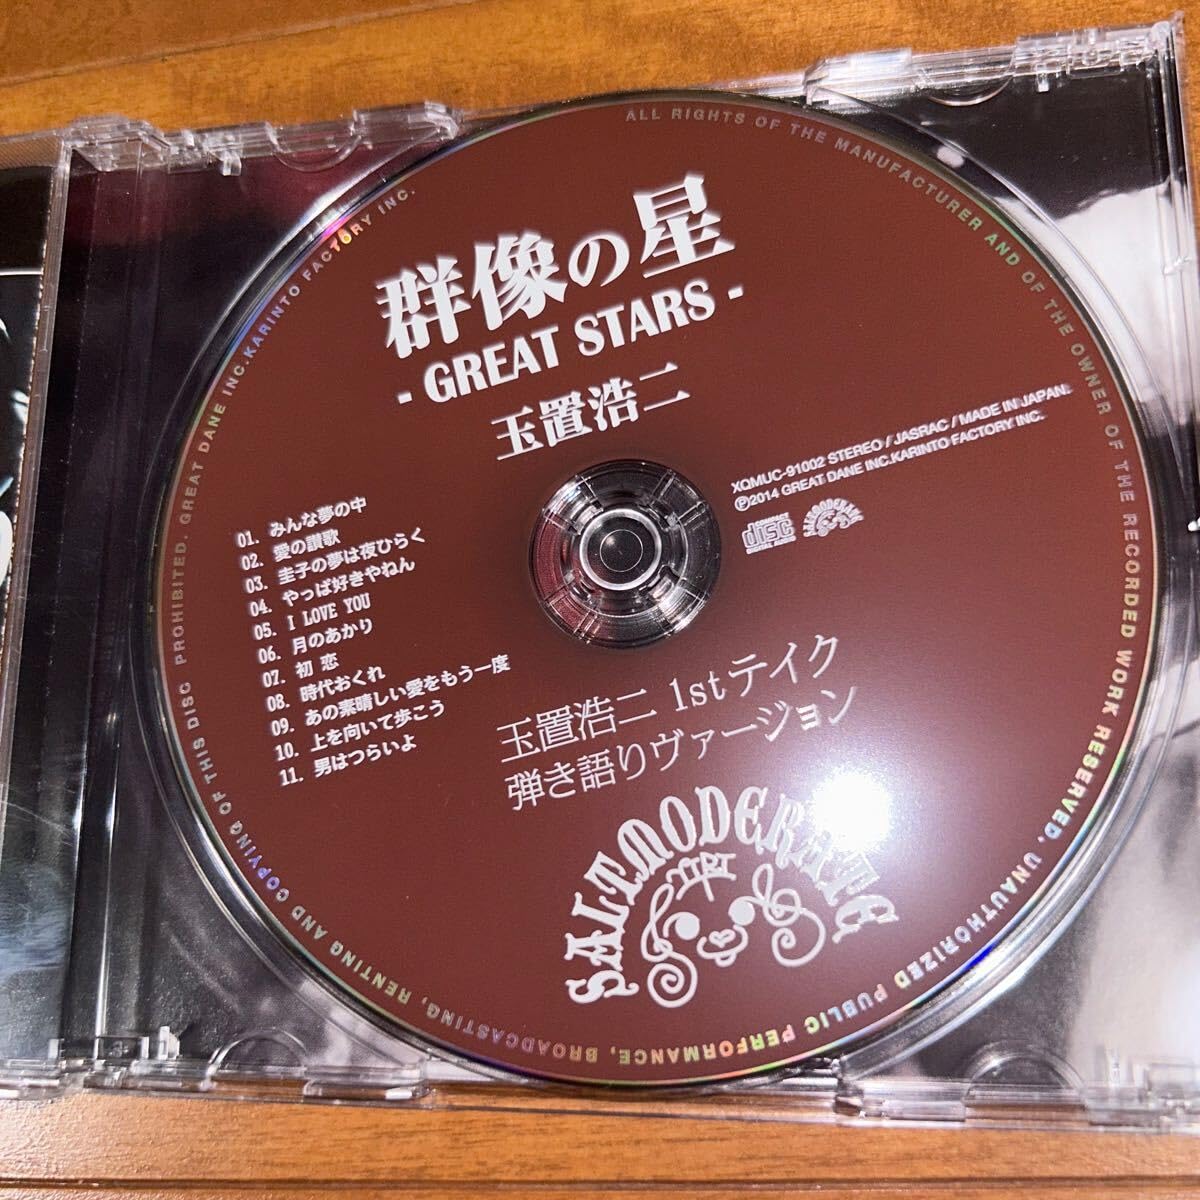 群像の星
- GREAT STARS -
玉置浩二
01. みんな夢の中
02. 愛の讃歌
03. 圭子の夢は夜ひらく
04. やっぱ好きやねん
05. I LOVE YOU
06. 月のあかり
07. 初 恋
08. 時代おくれ
09. あの素晴しい愛をもう一度
10. 上を向いて歩こう
11. 男はつらいよ
XQMUC-91002 STEREO / JASRAC / MADE IN JAPAN.
Ⓟ2014 GREAT DANE INC.KARINTO FACTORY INC.
COMPACT
disc
DIGITAL AUDIO
SALTMODERATE
玉置浩二 1stテイク
弾き語りヴァージョン
SALTMODERATE
ALL RIGHTS OF THE MANUFACTURER AND OF THE OWNER OF THE RECORDED WORK RESERVED. UNAUTHORIZED PUBLIC PERFORMANCE, BROADCASTING, RENTING AND COPYING OF THIS DISC PROHIBITED. GREAT DANE INC.KARINTO FACTORY INC.